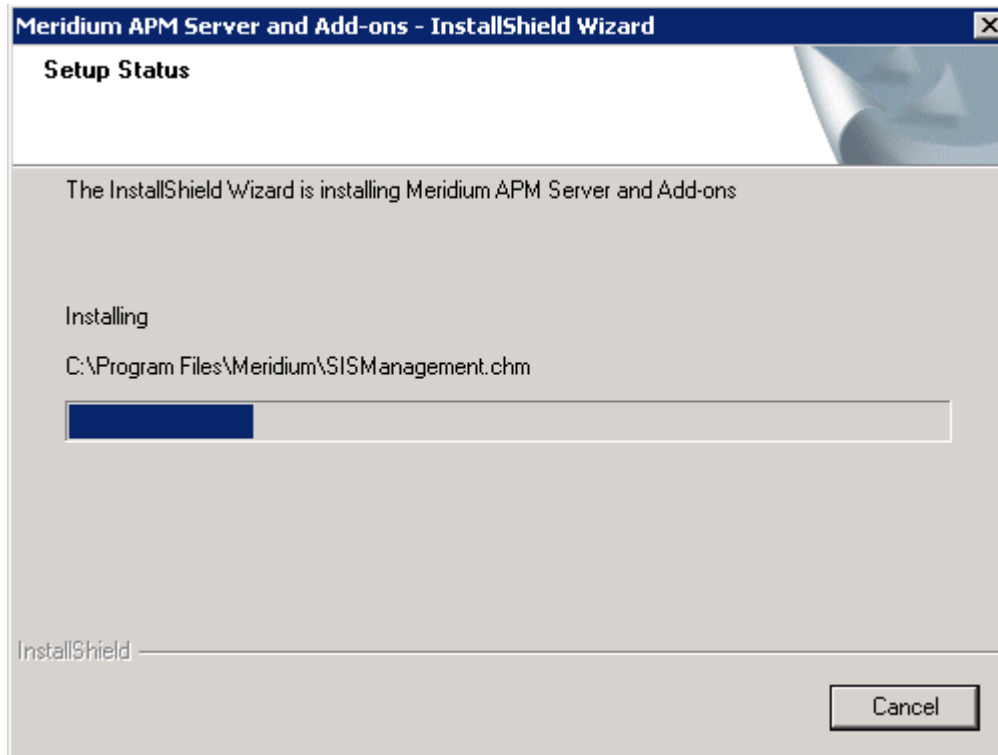 Meridium APM Server and Add-ons - InstallShield Wizard
Setup Status
The InstallShield Wizard is installing Meridium APM Server and Add-ons
Installing
C:\Program Files\Meridium\SISManagement.chm
InstallShield
Cancel